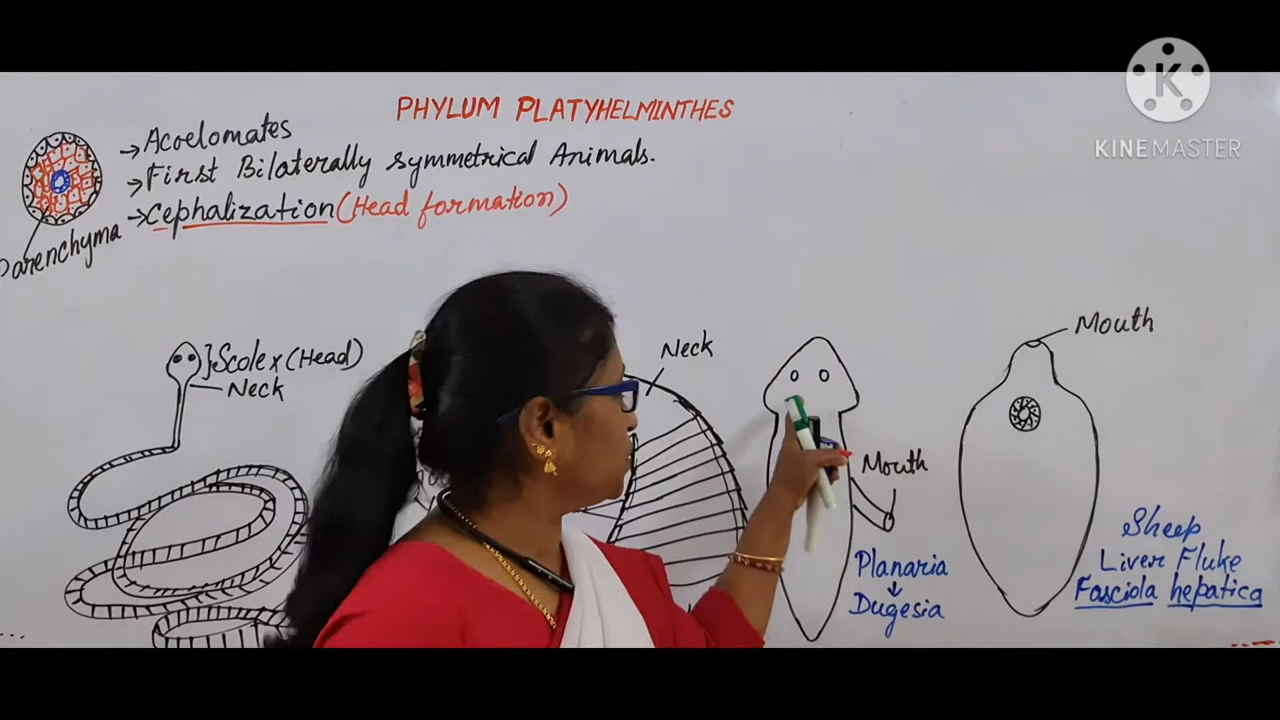 PHYLUM PLATYHELMINTHES
→ Acoelomates
→ First Bilaterally symmetrical Animals.
→ Cephalization (Head formation)
Parenchyma
Scolex (Head)
Neck
Neck
Mouth
Planaria
↓
Dugesia
Mouth
Sheep
Liver Fluke
Fasciola hepatica
K
KINEMASTER